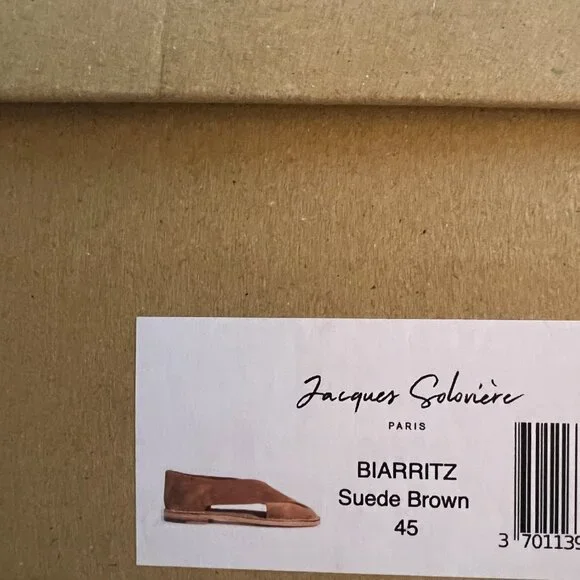 Jacques Solovière
PARIS
BIARRITZ
Suede Brown
45
3 701139